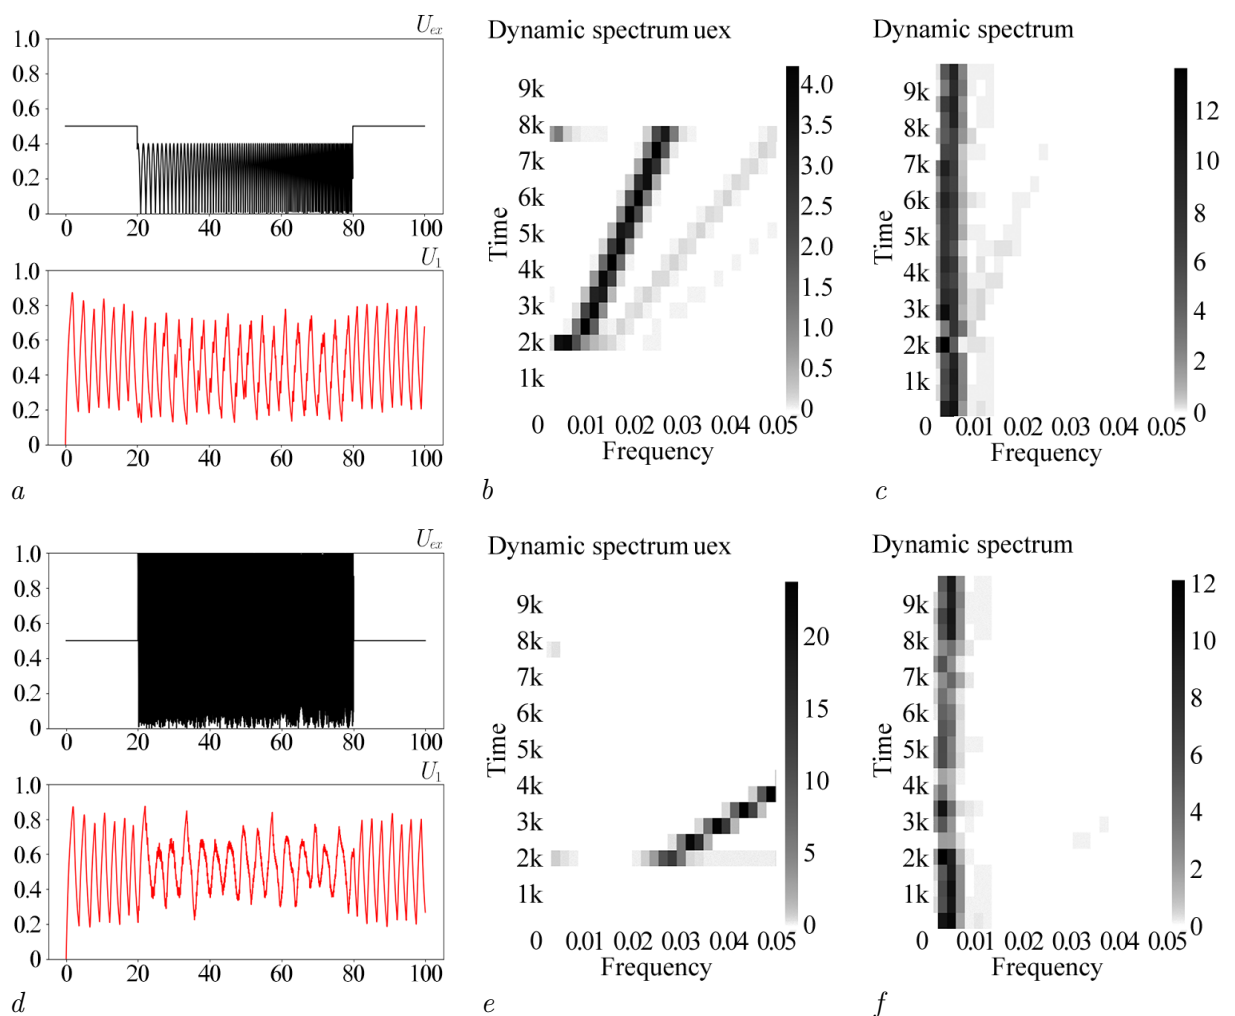 U_ex
1.0
0.8
0.6
0.4
0.2
0
0 20 40 60 80 100
U_1
1.0
0.8
0.6
0.4
0.2
0
0 20 40 60 80 100
a
Dynamic spectrum uex
9k
8k
7k
6k
5k
4k
3k
2k
1k
Time
0 0.01 0.02 0.03 0.04 0.05
Frequency
4.0
3.5
3.0
2.5
2.0
1.5
1.0
0.5
0
b
Dynamic spectrum
9k
8k
7k
6k
5k
4k
3k
2k
1k
Time
0 0.01 0.02 0.03 0.04 0.05
Frequency
12
10
8
6
4
2
0
c
U_ex
1.0
0.8
0.6
0.4
0.2
0
0 20 40 60 80 100
U_1
1.0
0.8
0.6
0.4
0.2
0
0 20 40 60 80 100
d
Dynamic spectrum uex
9k
8k
7k
6k
5k
4k
3k
2k
1k
Time
0 0.01 0.02 0.03 0.04 0.05
Frequency
20
15
10
5
0
e
Dynamic spectrum
9k
8k
7k
6k
5k
4k
3k
2k
1k
Time
0 0.01 0.02 0.03 0.04 0.05
Frequency
12
10
8
6
4
2
0
f